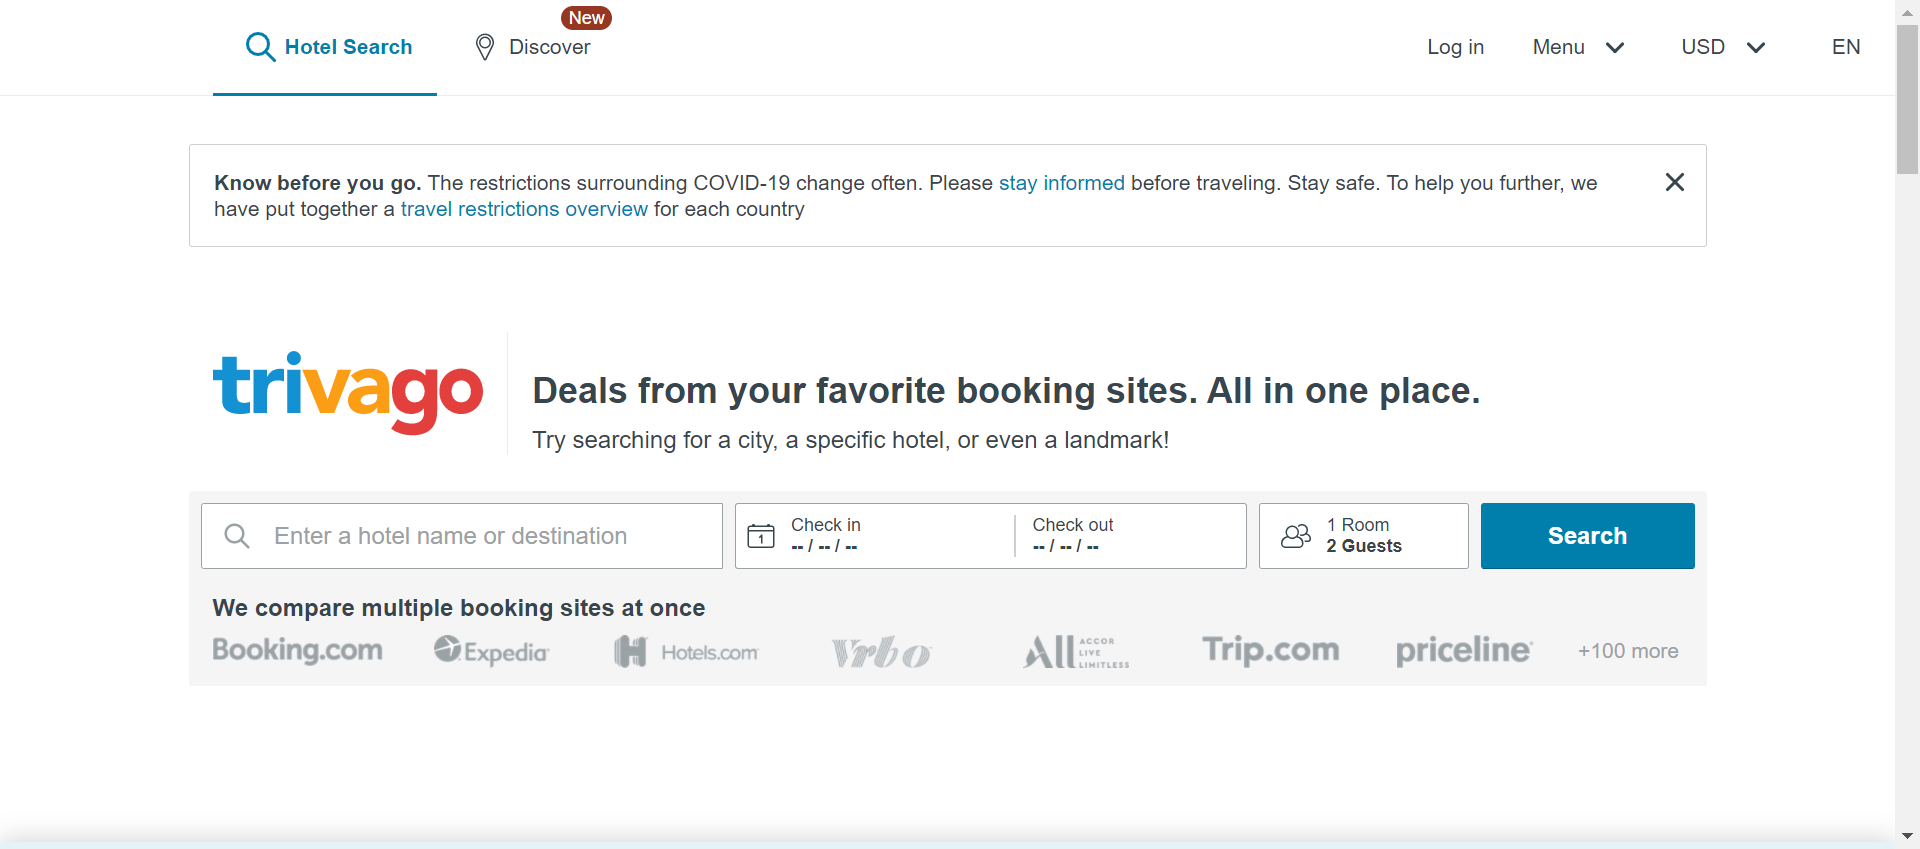 New
Hotel Search
Discover
Log in
Menu
USD
EN
Know before you go. The restrictions surrounding COVID-19 change often. Please stay informed before traveling. Stay safe. To help you further, we
have put together a travel restrictions overview for each country
trivago
Deals from your favorite booking sites. All in one place.
Try searching for a city, a specific hotel, or even a landmark!
Enter a hotel name or destination
1
Check in
-- / -- / --
Check out
-- / -- / --
1 Room
2 Guests
Search
We compare multiple booking sites at once
Booking.com
Expedia
Hotels.com
Vrbo
All ACCOR
LIVE
LIMITLESS
Trip.com
priceline
+100 more